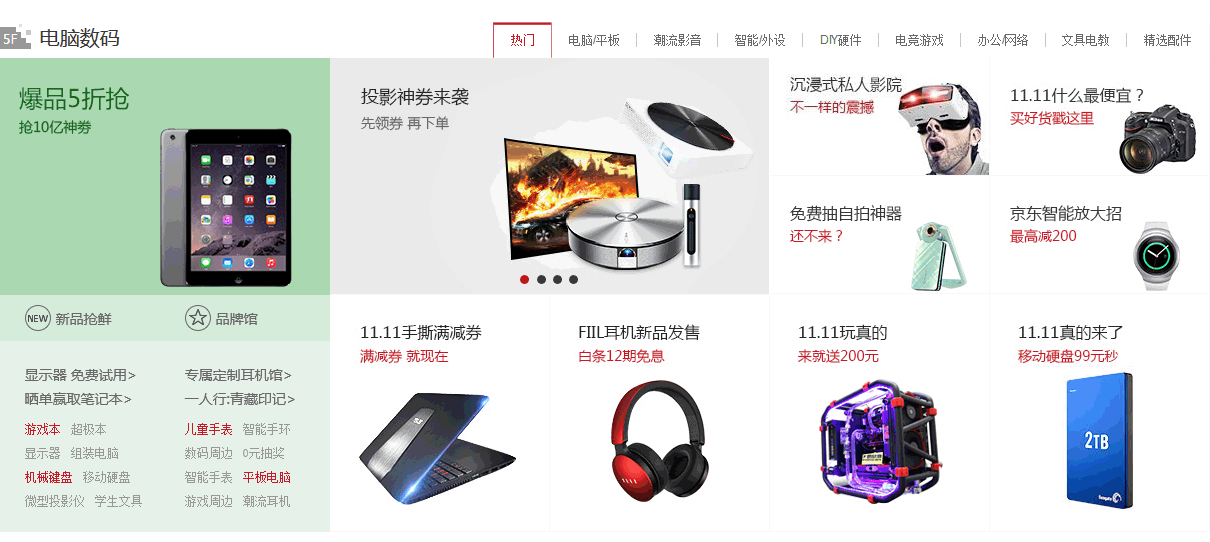 5F 电脑数码
热门 电脑/平板 潮流影音 智能/外设 DIY硬件 电竞游戏 办公/网络 文具电教 精选配件
爆品5折抢
抢10亿神劵
投影神券来袭
先领券 再下单
沉浸式私人影院
不一样的震撼
11.11什么最便宜？
买好货戳这里
免费抽自拍神器
还不来？
京东智能放大招
最高减200
NEW 新品抢鲜 品牌馆
显示器 免费试用> 专属定制耳机馆>
晒单赢取笔记本> 一人行:青藏印记>
游戏本 超极本 儿童手表 智能手环
显示器 组装电脑 数码周边 0元抽奖
机械键盘 移动硬盘 智能手表 平板电脑
微型投影仪 学生文具 游戏周边 潮流耳机
11.11手撕满减券
满减券 就现在
FIIL耳机新品发售
白条12期免息
11.11玩真的
来就送200元
11.11真的来了
移动硬盘99元秒
2TB
Seagate